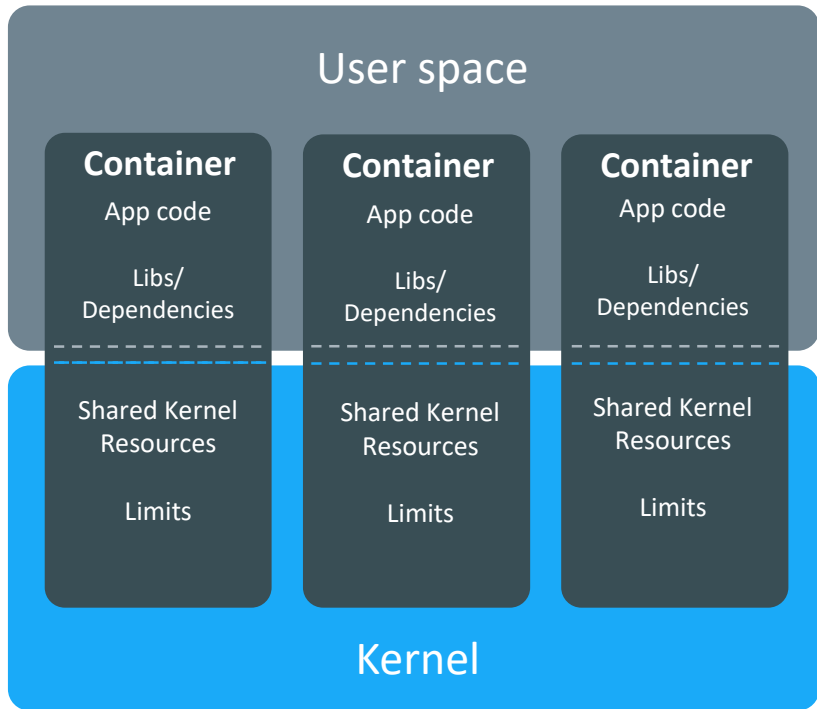 User space
Container
App code
Libs/
Dependencies
Shared Kernel
Resources
Limits
Container
App code
Libs/
Dependencies
Shared Kernel
Resources
Limits
Container
App code
Libs/
Dependencies
Shared Kernel
Resources
Limits
Kernel